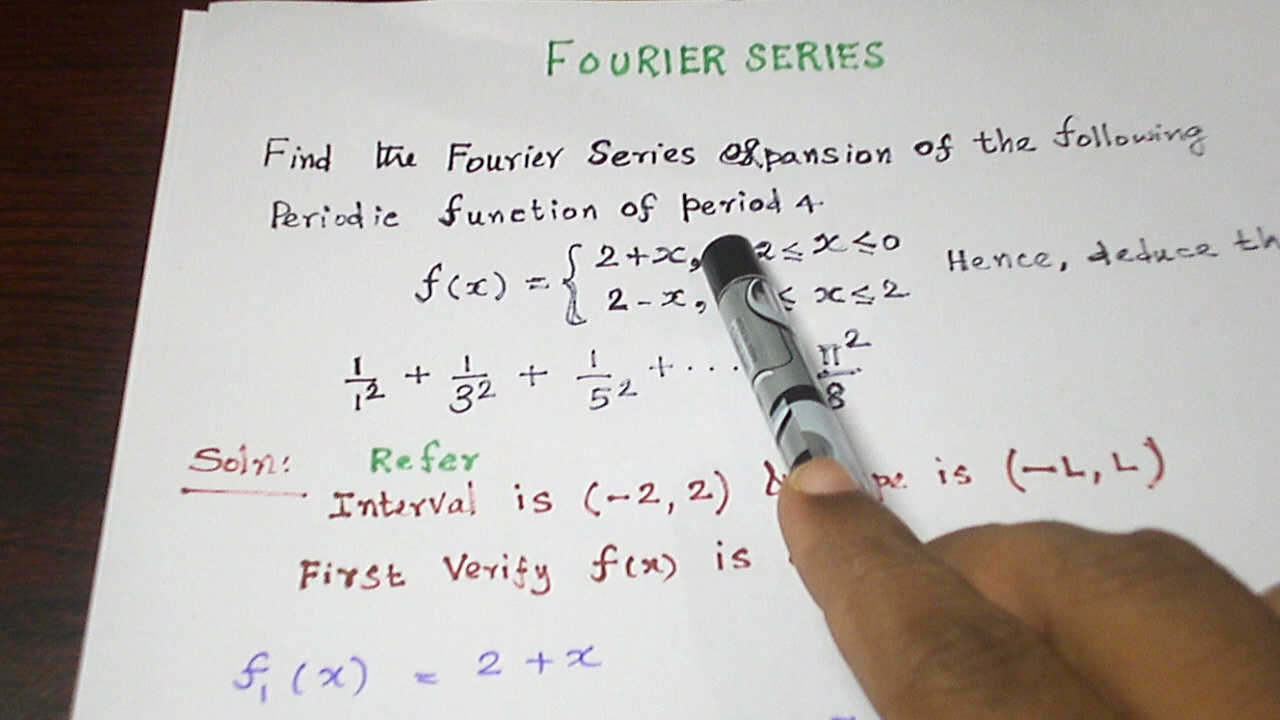 FOURIER SERIES
Find the Fourier Series expansion of the following
Periodic function of period 4.
f(x) = { 2+x, 2 ≤ x ≤ 0
2-x, ≤ x ≤ 2
Hence, deduce th
1/1² + 1/3² + 1/5² + ... π²/8
Soln: Refer
Interval is (-2, 2) & pe is (-L, L)
First Verify f(x) is
f₁(x) = 2+x